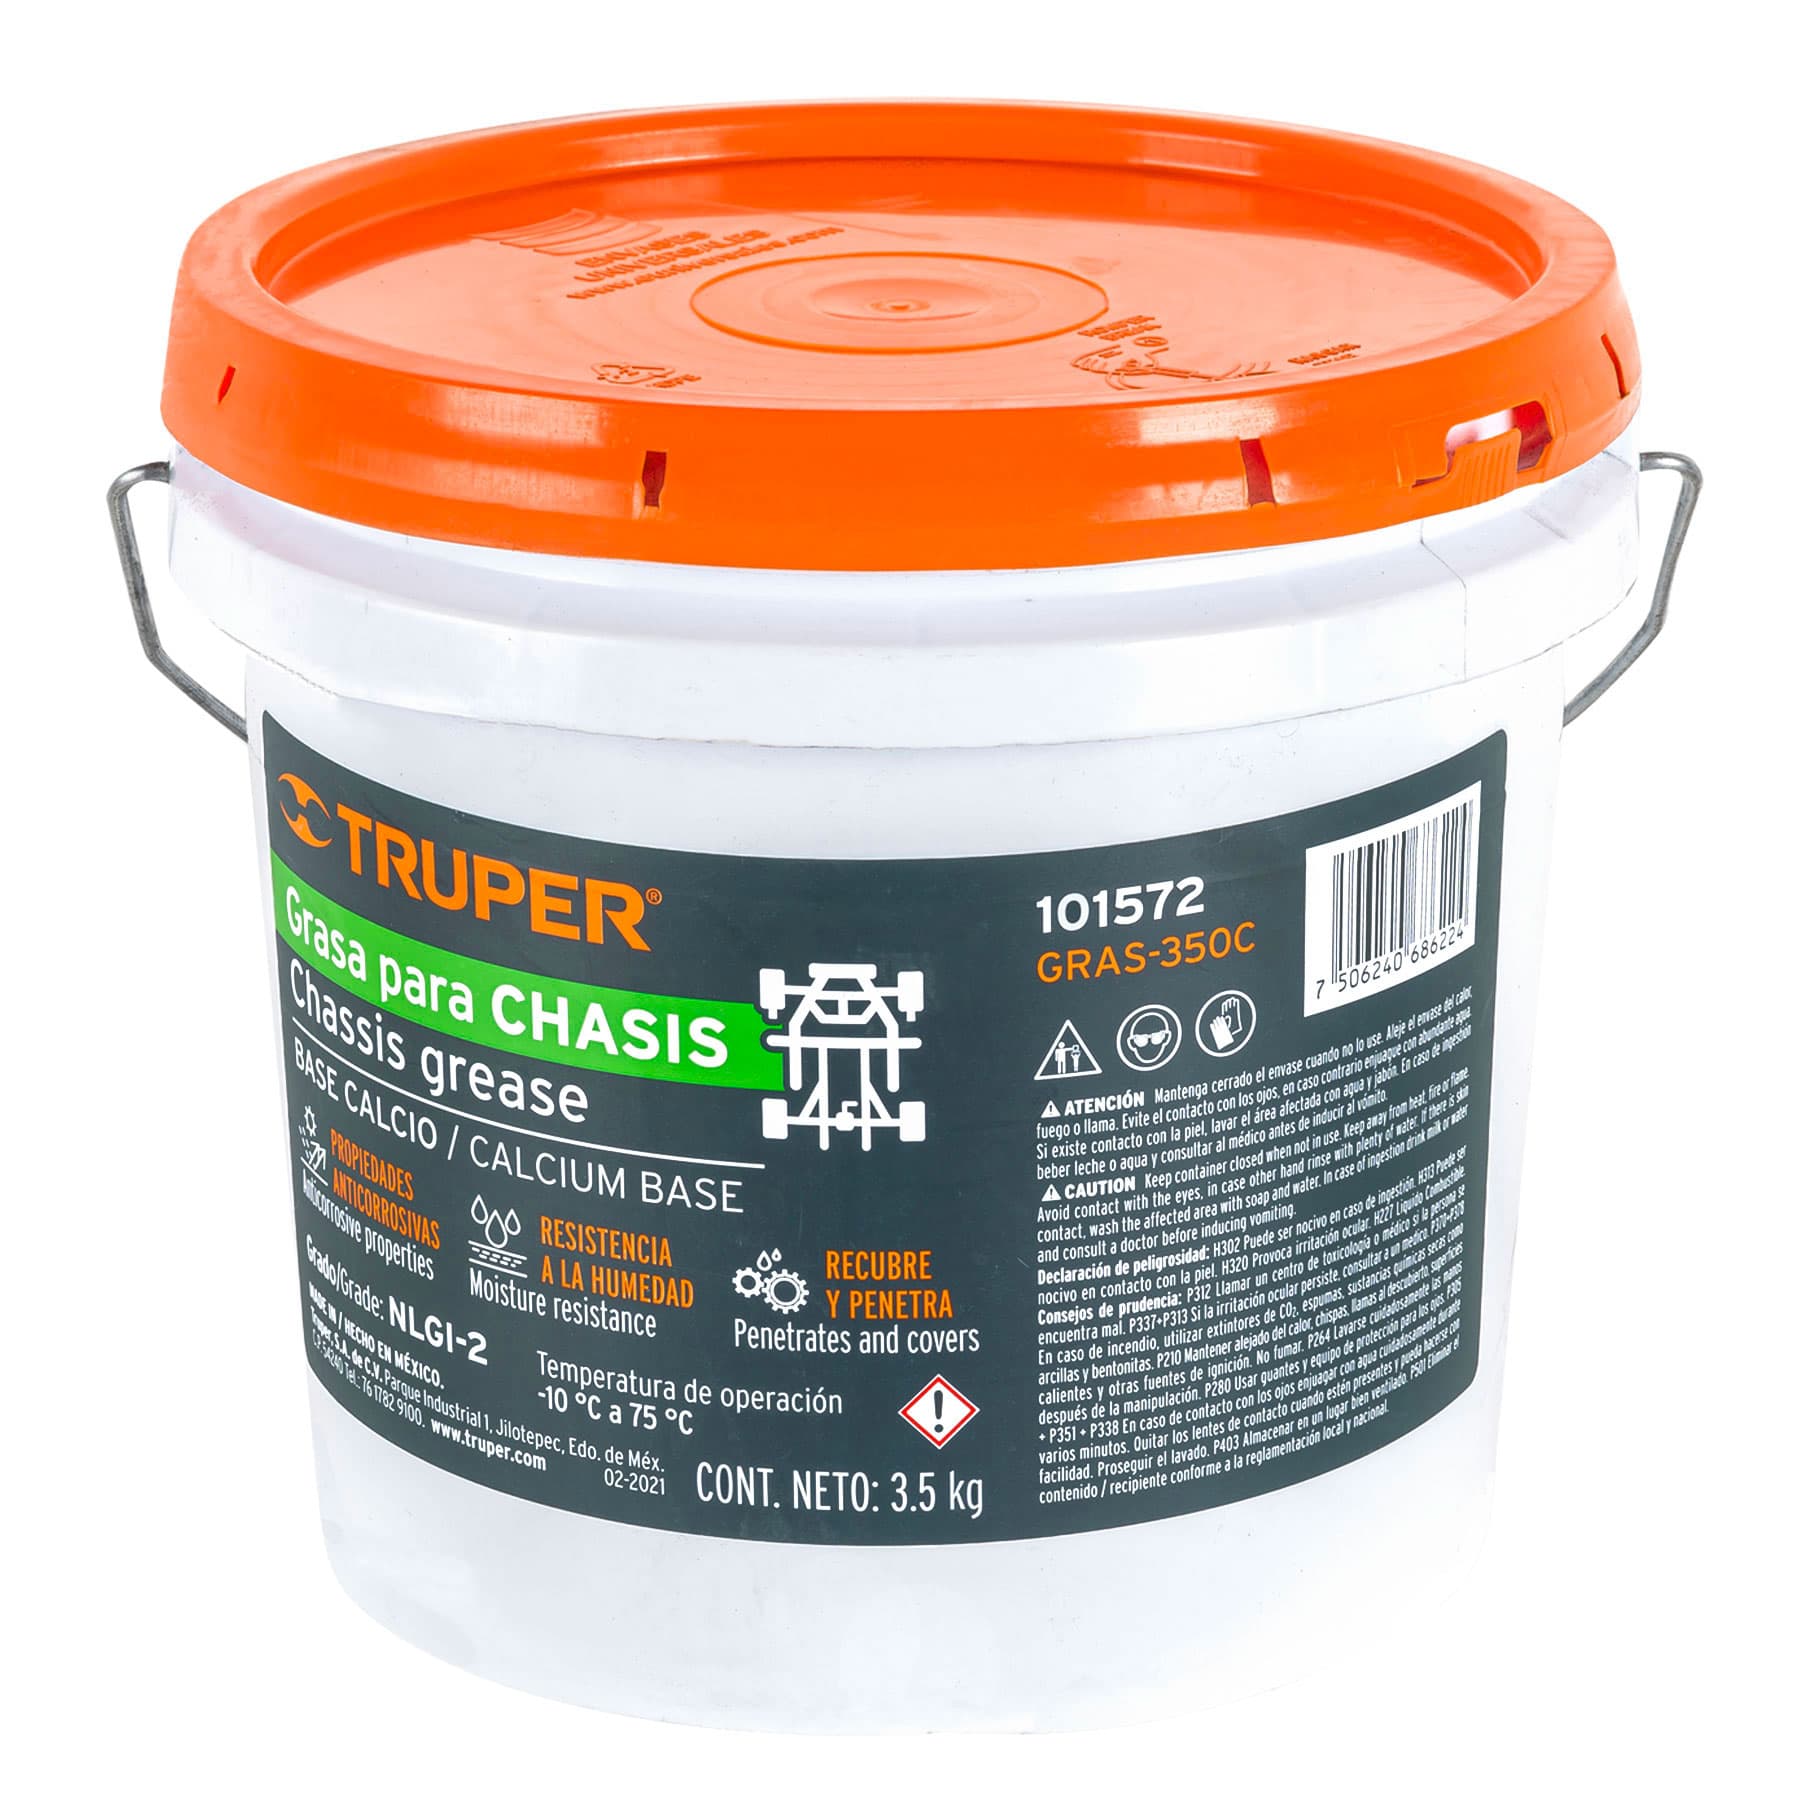 ENVASES
UNIVERSALES
TRUPER®
Grasa para CHASIS
Chassis grease
BASE CALCIO / CALCIUM BASE
PROPIEDADES
ANTICORROSIVAS
Anticorrosive properties
RESISTENCIA
A LA HUMEDAD
Moisture resistance
RECUBRE
Y PENETRA
Penetrates and covers
Grado/Grade: NLGI-2
MADE IN / HECHO EN MÉXICO.
Truper, S.A. de C.V. Parque Industrial 1, Jilotepec, Edo. de Méx.
C.P. 54240 Tel.: 76 1782 9100. www.truper.com
02-2021
Temperatura de operación
-10 °C a 75 °C
CONT. NETO: 3.5 kg
101572
GRAS-350C
7 506240 686224
ATENCIÓN Mantenga cerrado el envase cuando no lo use. Aleje el envase del calor,
fuego o llama. Evite el contacto con los ojos, en caso contrario enjuague con abundante agua.
Si existe contacto con la piel, lavar el área afectada con agua y jabón. En caso de ingestión
beber leche o agua y consultar al médico antes de inducir al vómito.
CAUTION Keep container closed when not in use. Keep away from heat, fire or flame.
Avoid contact with the eyes, in case other hand rinse with plenty of water. If there is skin
contact, wash the affected area with soap and water. In case of ingestion drink milk or water
and consult a doctor before inducing vomiting.
Declaración de peligrosidad: H302 Puede ser nocivo en caso de ingestión. H313 Puede ser
nocivo en contacto con la piel. H320 Provoca irritación ocular. H227 Líquido Combustible.
Consejos de prudencia: P312 Llamar un centro de toxicología o médico si la persona se
encuentra mal. P337+P313 Si la irritación ocular persiste, consultar a un medico. P370+P378
En caso de incendio, utilizar extintores de CO₂, espumas, sustancias químicas secas como
arcillas y bentonitas. P210 Mantener alejado del calor, chispas, llamas al descubierto, superficies
calientes y otras fuentes de ignición. No fumar. P264 Lavarse cuidadosamente las manos
después de la manipulación. P280 Usar guantes y equipo de protección para los ojos. P305
+ P351 + P338 En caso de contacto con los ojos enjuagar con agua cuidadosamente durante
varios minutos. Quitar los lentes de contacto cuando estén presentes y pueda hacerse con
facilidad. Proseguir el lavado. P403 Almacenar en un lugar bien ventilado. P501 Eliminar el
contenido / recipiente conforme a la reglamentación local y nacional.